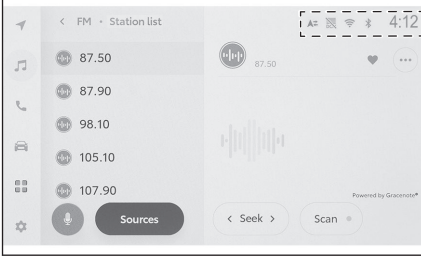 < FM • Station list
4:12
87.50
87.90
98.10
105.10
107.90
Sources
87.50
Powered by Gracenote®
< Seek >
Scan